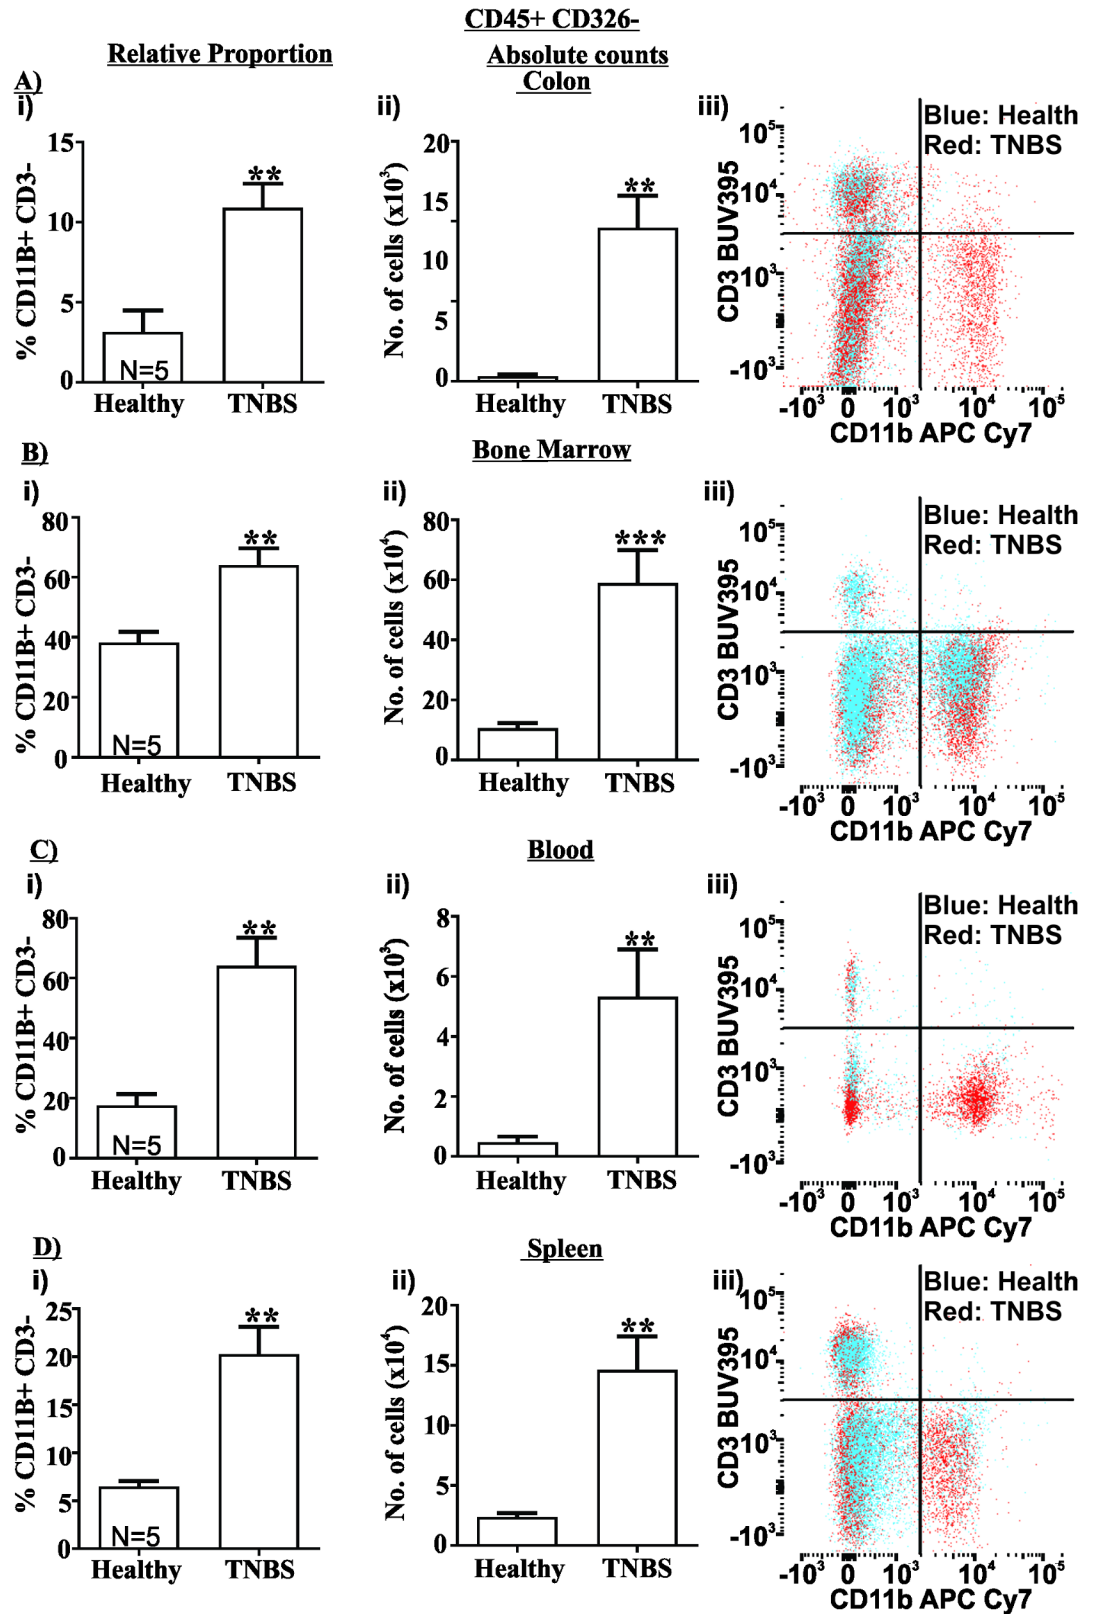 CD45+ CD326-
Relative Proportion
Absolute counts
Colon
A)
i)
15
10
5
0
% CD11B+ CD3-
**
N=5
Healthy TNBS
ii)
20
15
10
5
0
No. of cells (x10³)
**
Healthy TNBS
iii)
Blue: Health
Red: TNBS
CD3 BUV395
10⁵
10⁴
10³
-10³
-10³ 0 10³ 10⁴ 10⁵
CD11b APC Cy7
B)
Bone Marrow
i)
80
60
40
20
0
% CD11B+ CD3-
**
N=5
Healthy TNBS
ii)
80
60
40
20
0
No. of cells (x10⁴)
***
Healthy TNBS
iii)
Blue: Health
Red: TNBS
CD3 BUV395
10⁵
10⁴
10³
-10³
-10³ 0 10³ 10⁴ 10⁵
CD11b APC Cy7
C)
Blood
i)
80
60
40
20
0
% CD11B+ CD3-
**
N=5
Healthy TNBS
ii)
8
6
4
2
0
No. of cells (x10³)
**
Healthy TNBS
iii)
Blue: Health
Red: TNBS
CD3 BUV395
10⁵
10⁴
10³
-10³
-10³ 0 10³ 10⁴ 10⁵
CD11b APC Cy7
D)
Spleen
i)
25
20
15
10
5
0
% CD11B+ CD3-
**
N=5
Healthy TNBS
ii)
20
15
10
5
0
No. of cells (x10⁴)
**
Healthy TNBS
iii)
Blue: Health
Red: TNBS
CD3 BUV395
10⁵
10⁴
10³
-10³
-10³ 0 10³ 10⁴ 10⁵
CD11b APC Cy7